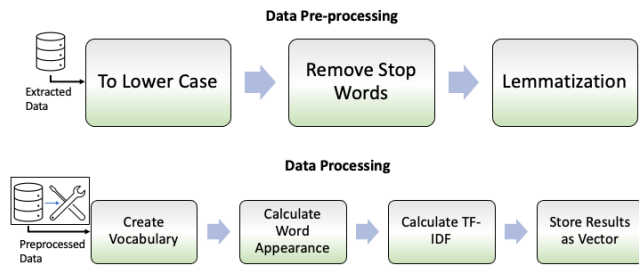 Data Pre-processing
Extracted
Data
To Lower Case
Remove Stop
Words
Lemmatization
Data Processing
Preprocessed
Data
Create
Vocabulary
Calculate
Word
Appearance
Calculate TF-
IDF
Store Results
as Vector